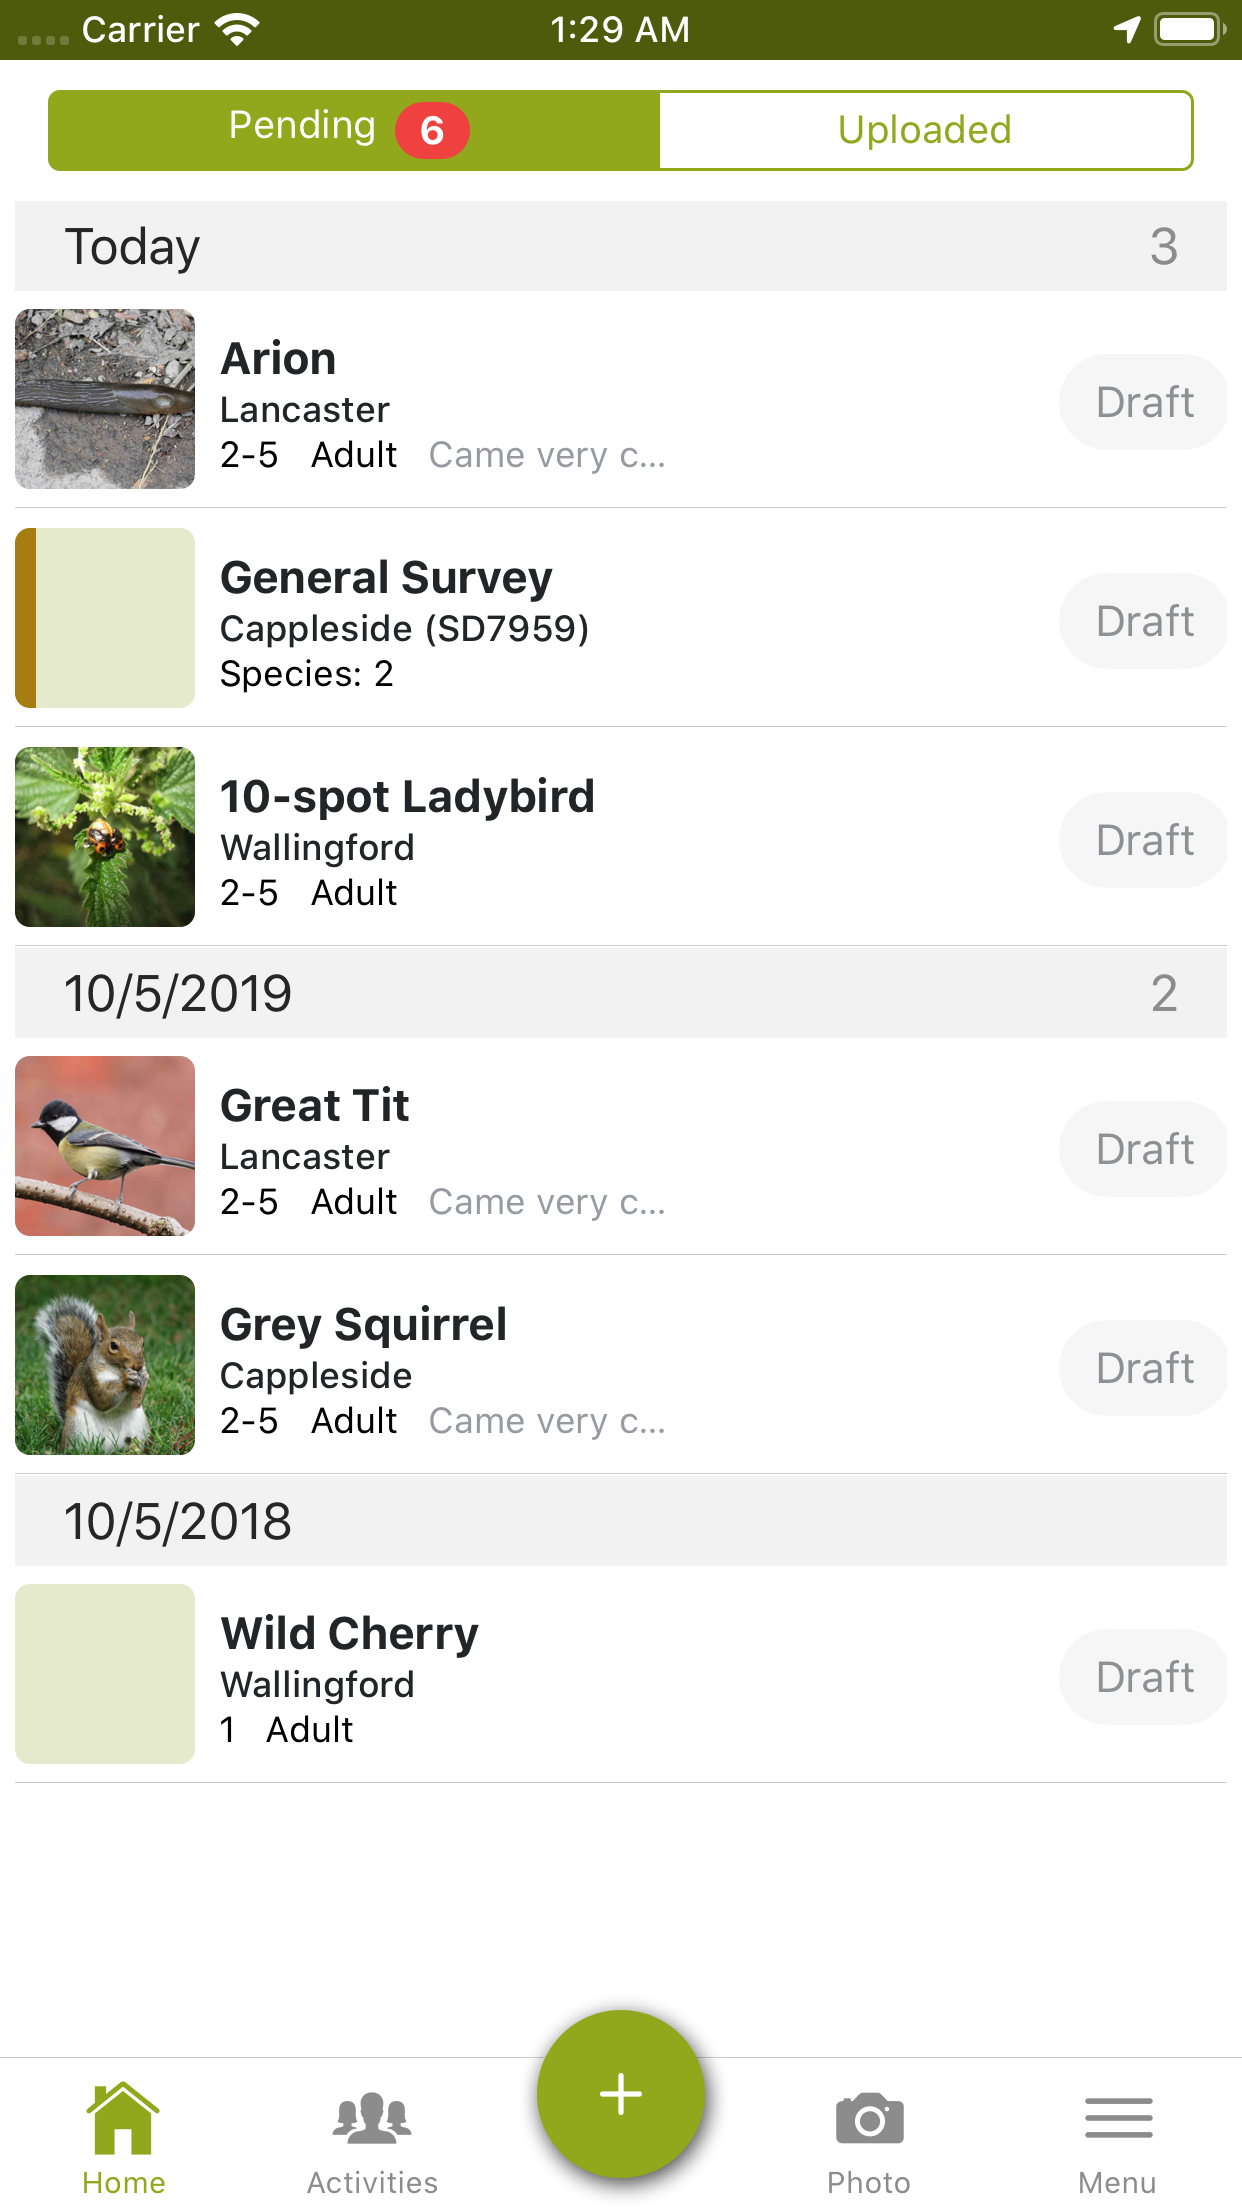 Carrier 1:29 AM
Pending 6 Uploaded
Today 3
Arion
Lancaster
2-5 Adult Came very c...
Draft
General Survey
Cappleside (SD7959)
Species: 2
Draft
10-spot Ladybird
Wallingford
2-5 Adult
Draft
10/5/2019 2
Great Tit
Lancaster
2-5 Adult Came very c...
Draft
Grey Squirrel
Cappleside
2-5 Adult Came very c...
Draft
10/5/2018
Wild Cherry
Wallingford
1 Adult
Draft
Home Activities Photo Menu